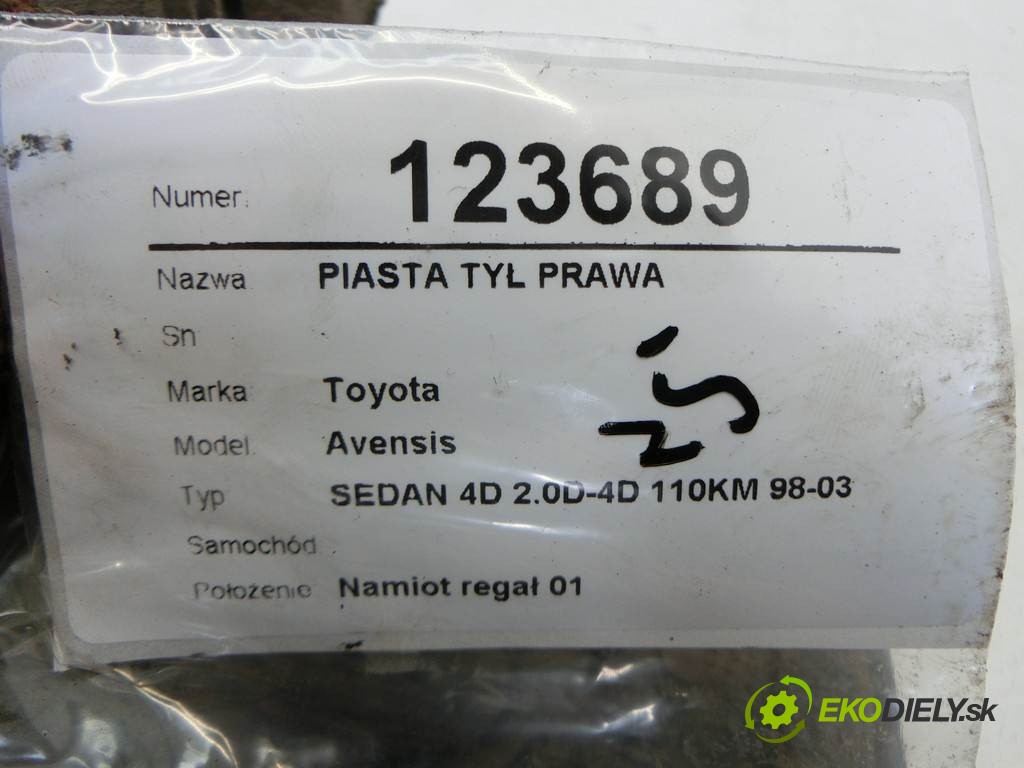 Numer: 123689
Nazwa PIASTA TYŁ PRAWA
Sn
Marka: Toyota
Model: Avensis
Typ SEDAN 4D 2.0D-4D 110KM 98-03
Samochód
Położenie Namiot regał 01
EKODIELY.sk